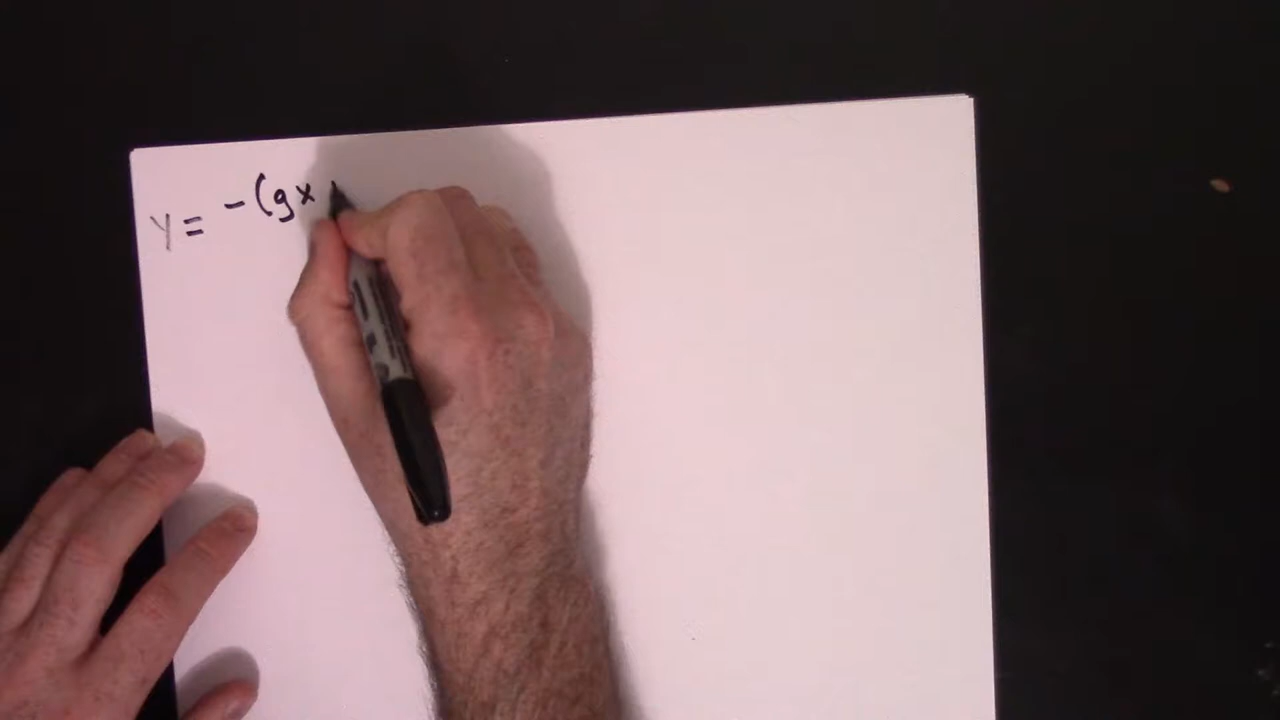 y = -(gx